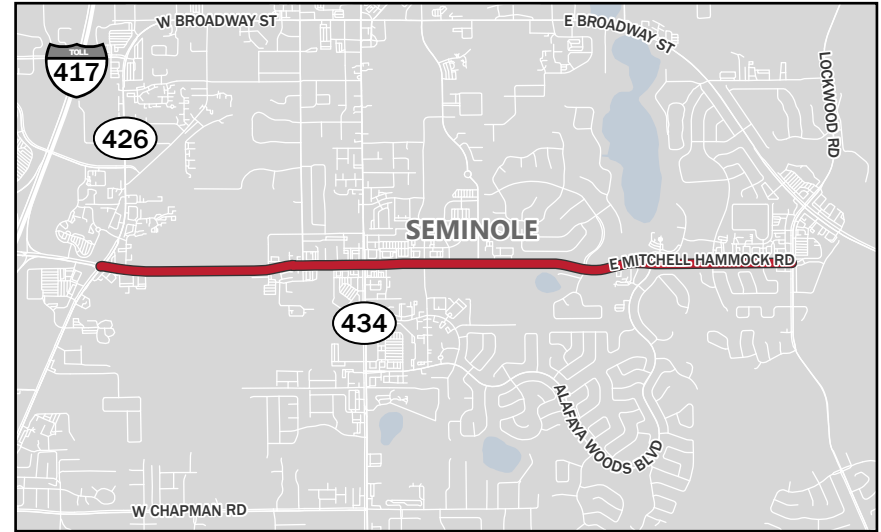 W BROADWAY ST
E BROADWAY ST
TOLL
417
LOCKWOOD RD
426
SEMINOLE
E MITCHELL HAMMOCK RD
434
ALAFAYA WOODS BLVD
W CHAPMAN RD